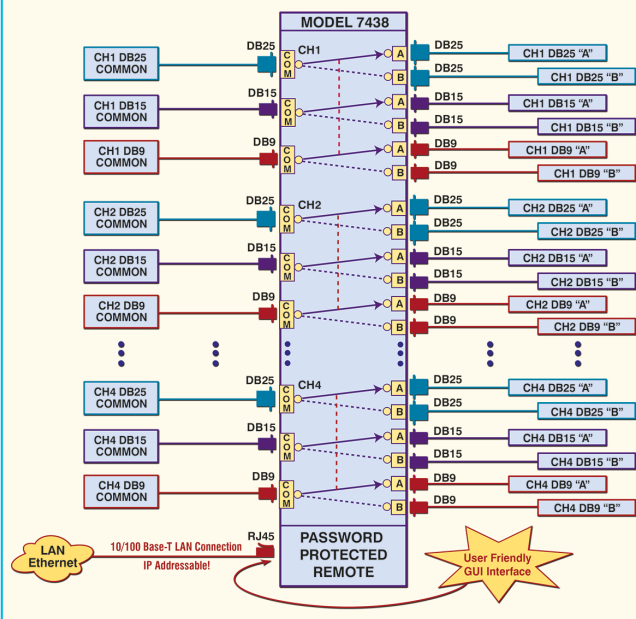 MODEL 7438
CH1 DB25
COMMON
DB25
COM
CH1
A
DB25
CH1 DB25 “A”
B
DB25
CH1 DB25 “B”
CH1 DB15
COMMON
DB15
COM
A
DB15
CH1 DB15 “A”
B
DB15
CH1 DB15 “B”
CH1 DB9
COMMON
DB9
COM
A
DB9
CH1 DB9 “A”
B
DB9
CH1 DB9 “B”
CH2 DB25
COMMON
DB25
COM
CH2
A
DB25
CH2 DB25 “A”
B
DB25
CH2 DB25 “B”
CH2 DB15
COMMON
DB15
COM
A
DB15
CH2 DB15 “A”
B
DB15
CH2 DB15 “B”
CH2 DB9
COMMON
DB9
COM
A
DB9
CH2 DB9 “A”
B
DB9
CH2 DB9 “B”
CH4 DB25
COMMON
DB25
COM
CH4
A
DB25
CH4 DB25 “A”
B
DB25
CH4 DB25 “B”
CH4 DB15
COMMON
DB15
COM
A
DB15
CH4 DB15 “A”
B
DB15
CH4 DB15 “B”
CH4 DB9
COMMON
DB9
COM
A
DB9
CH4 DB9 “A”
B
DB9
CH4 DB9 “B”
LAN
Ethernet
10/100 Base-T LAN Connection
IP Addressable!
RJ45
PASSWORD
PROTECTED
REMOTE
User Friendly
GUI Interface